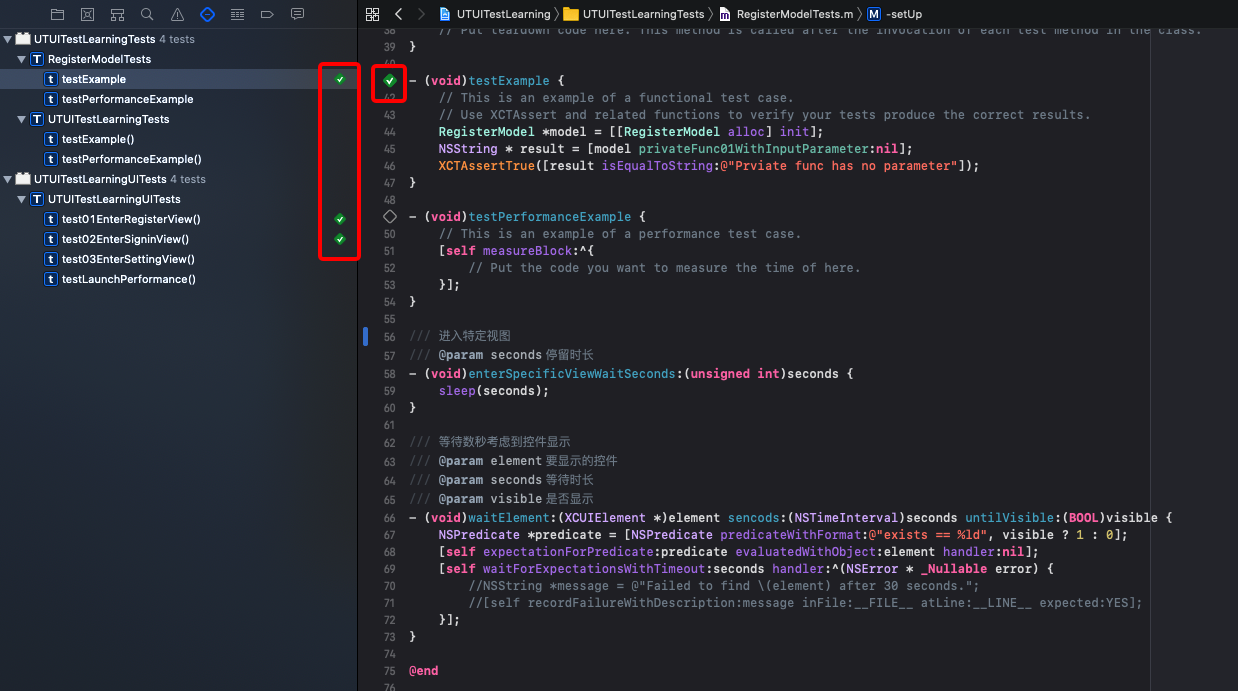 UTUITestLearning
UTUITestLearningTests
RegisterModelTests.m
M -setUp
UTUITestLearningTests 4 tests
T RegisterModelTests
t testExample
t testPerformanceExample
T UTUITestLearningTests
t testExample()
t testPerformanceExample()
UTUITestLearningUITests 4 tests
T UTUITestLearningUITests
t test01EnterRegisterView()
t test02EnterSigninView()
t test03EnterSettingView()
t testLaunchPerformance()
38 // Put teardown code here. This method is called after the invocation of each test method in the class.
39 }
40
- (void)testExample {
42 // This is an example of a functional test case.
43 // Use XCTAssert and related functions to verify your tests produce the correct results.
44 RegisterModel *model = [[RegisterModel alloc] init];
45 NSString * result = [model privateFunc01WithInputParameter:nil];
46 XCTAssertTrue([result isEqualToString:@"Prviate func has no parameter"]);
47 }
48
- (void)testPerformanceExample {
50 // This is an example of a performance test case.
51 [self measureBlock:^{
52 // Put the code you want to measure the time of here.
53 }];
54 }
55
56 /// 进入特定视图
57 /// @param seconds 停留时长
58 - (void)enterSpecificViewWaitSeconds:(unsigned int)seconds {
59 sleep(seconds);
60 }
61
62 /// 等待数秒考虑到控件显示
63 /// @param element 要显示的控件
64 /// @param seconds 等待时长
65 /// @param visible 是否显示
66 - (void)waitElement:(XCUIElement *)element sencods:(NSTimeInterval)seconds untilVisible:(BOOL)visible {
67 NSPredicate *predicate = [NSPredicate predicateWithFormat:@"exists == %ld", visible ? 1 : 0];
68 [self expectationForPredicate:predicate evaluatedWithObject:element handler:nil];
69 [self waitForExpectationsWithTimeout:seconds handler:^(NSError * _Nullable error) {
70 //NSString *message = @"Failed to find \(element) after 30 seconds.";
71 //[self recordFailureWithDescription:message inFile:__FILE__ atLine:__LINE__ expected:YES];
72 }];
73 }
74
75 @end
76